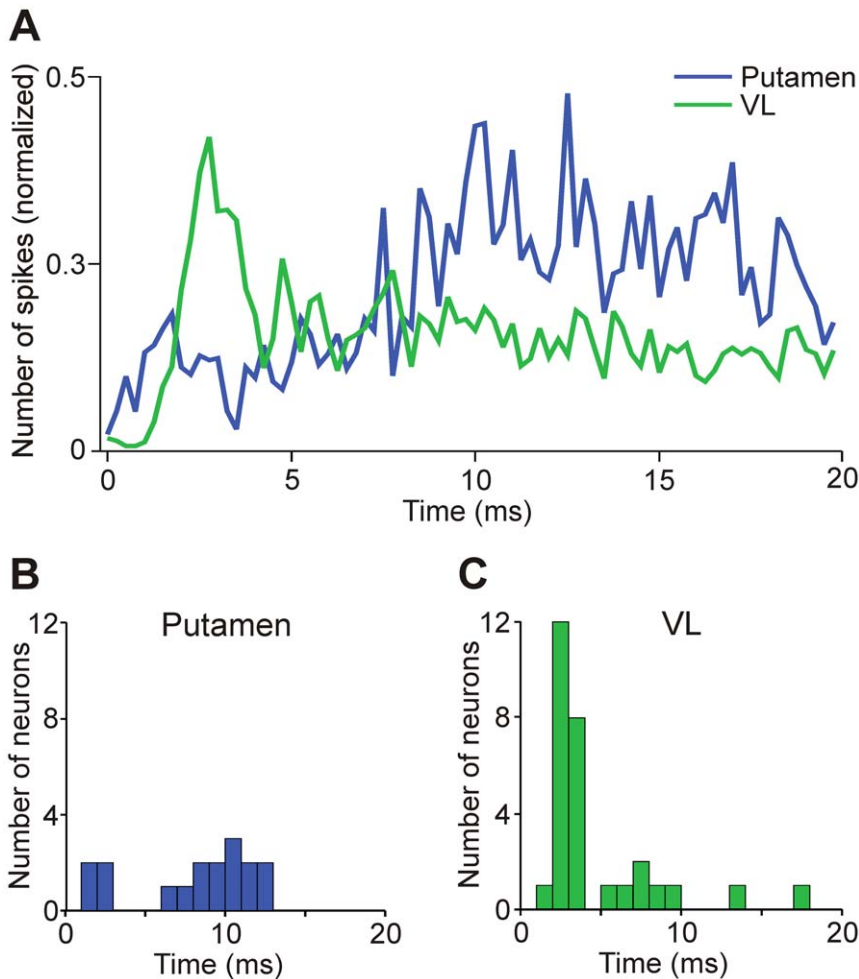 A
Number of spikes (normalized)
0.5
0.3
0
Putamen
VL
0 5 10 15 20
Time (ms)
B
Putamen
Number of neurons
12
8
4
0
0 10 20
Time (ms)
C
VL
Number of neurons
12
8
4
0
0 10 20
Time (ms)